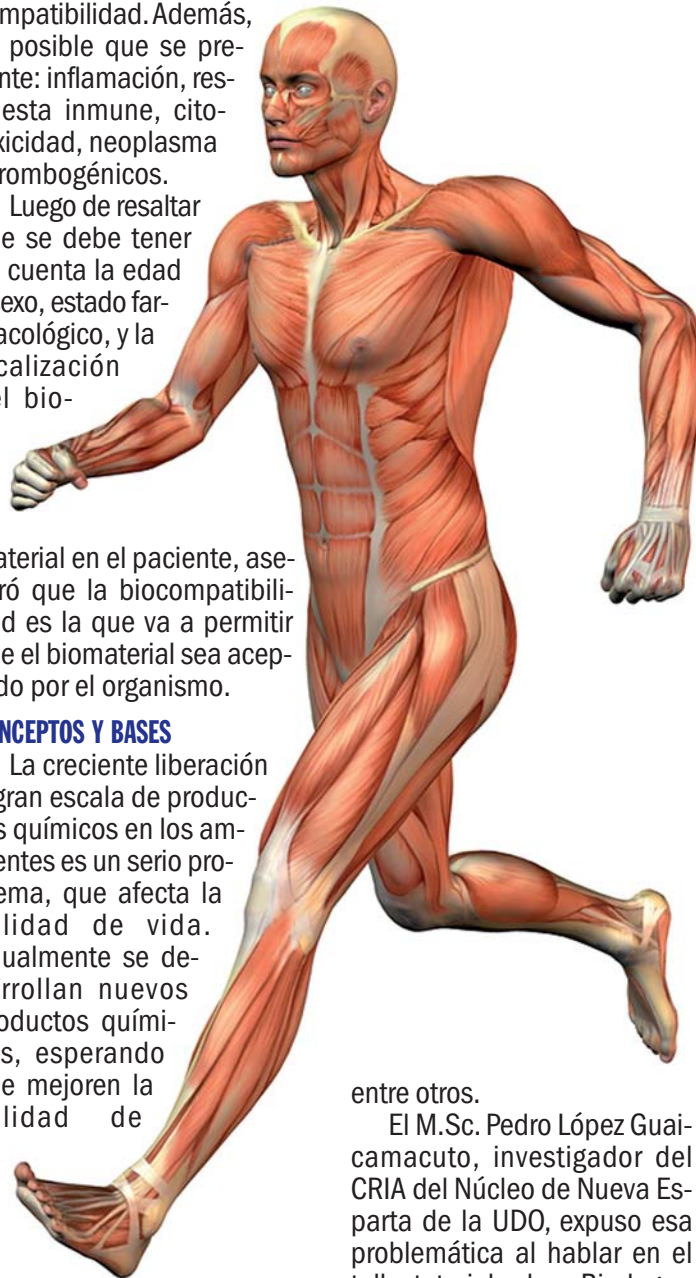 mpatibilidad. Además,
posible que se pre-
nte: inflamación, res-
esta inmune, cito-
xicidad, neoplasma
rombogénicos.
Luego de resaltar
e se debe tener
cuenta la edad
exo, estado far-
acológico, y la
calización
el bio-
aterial en el paciente, ase-
ró que la biocompatibili-
d es la que va a permitir
e el biomaterial sea acep-
do por el organismo.
NCEPTOS Y BASES
La creciente liberación
gran escala de produc-
s químicos en los am-
entes es un serio pro-
ema, que afecta la
lidad de vida.
ualmente se de-
rrollan nuevos
oductos quími-
s, esperando
e mejoren la
lidad de
entre otros.
El M.Sc. Pedro López Guai-
camacuto, investigador del
CRIA del Núcleo de Nueva Es-
parta de la UDO, expuso esa
problemática al hablar en el